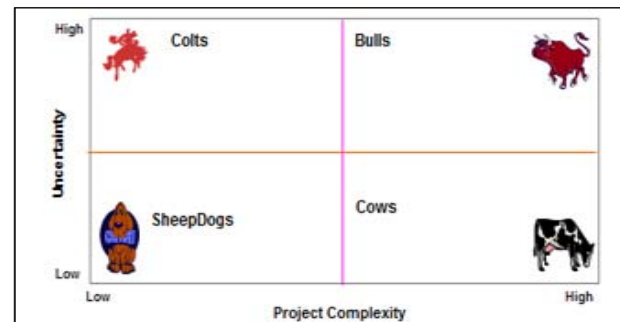 High
Colts
Bulls
Uncertainty
SheepDogs
Cows
Low
Low
High
Project Complexity